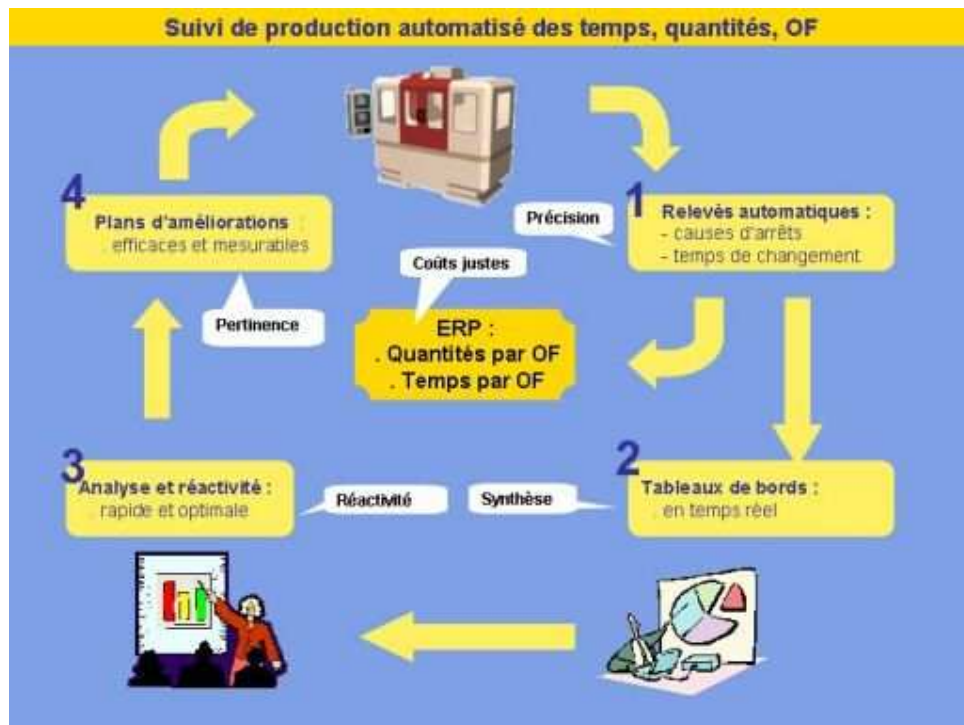 Suivi de production automatisé des temps, quantités, OF
1
Relevés automatiques :
- causes d'arrêts
- temps de changement
Précision
4
Plans d'améliorations :
. efficaces et mesurables
Pertinence
Coûts justes
ERP :
. Quantités par OF
. Temps par OF
2
Tableaux de bords :
. en temps réel
Synthèse
3
Analyse et réactivité :
. rapide et optimale
Réactivité